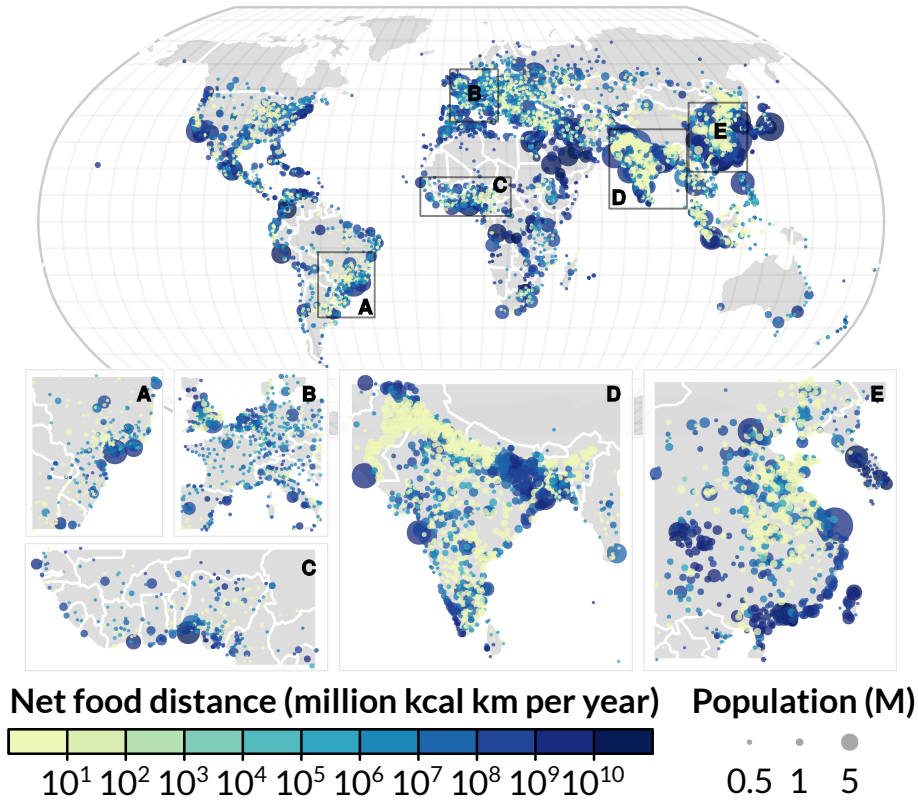 B
E
C
D
A
A
B
D
E
C
Net food distance (million kcal km per year)
Population (M)
10¹ 10² 10³ 10⁴ 10⁵ 10⁶ 10⁷ 10⁸ 10⁹ 10¹⁰
0.5 1 5